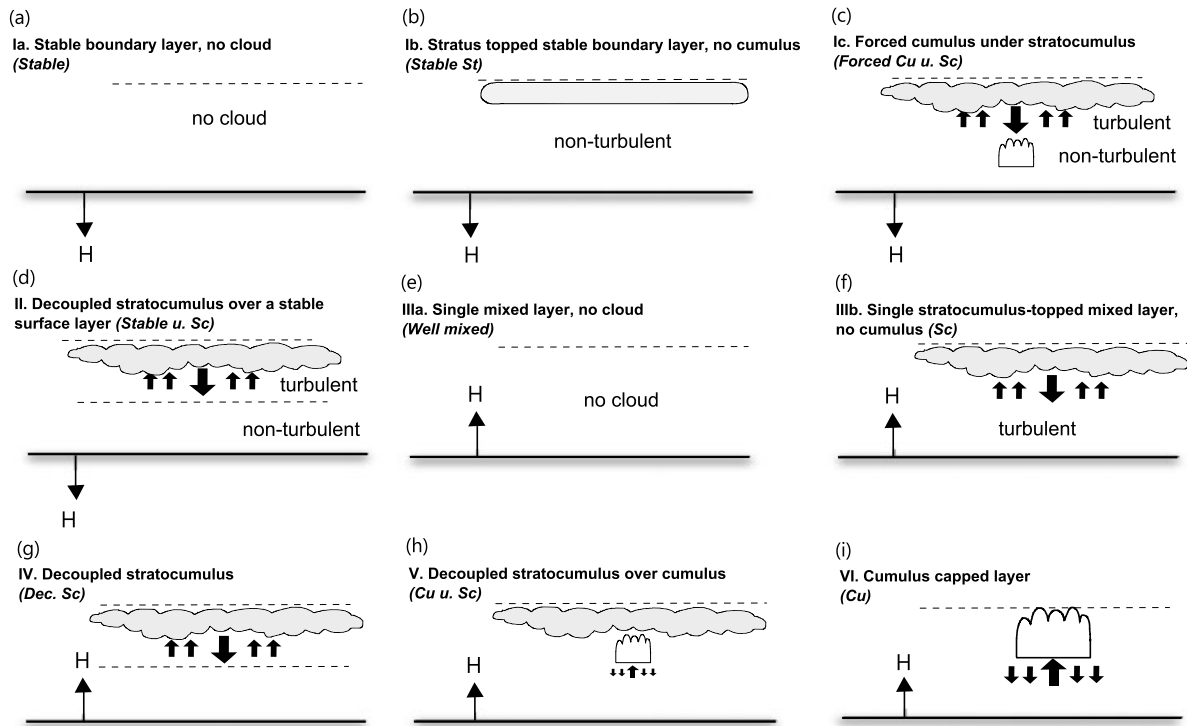 (a)
Ia. Stable boundary layer, no cloud
(Stable)
no cloud
H
(b)
Ib. Stratus topped stable boundary layer, no cumulus
(Stable St)
non-turbulent
H
(c)
Ic. Forced cumulus under stratocumulus
(Forced Cu u. Sc)
turbulent
non-turbulent
H
(d)
II. Decoupled stratocumulus over a stable
surface layer (Stable u. Sc)
turbulent
non-turbulent
H
(e)
IIIa. Single mixed layer, no cloud
(Well mixed)
H
no cloud
(f)
IIIb. Single stratocumulus-topped mixed layer,
no cumulus (Sc)
H
turbulent
(g)
IV. Decoupled stratocumulus
(Dec. Sc)
H
(h)
V. Decoupled stratocumulus over cumulus
(Cu u. Sc)
H
(i)
VI. Cumulus capped layer
(Cu)
H